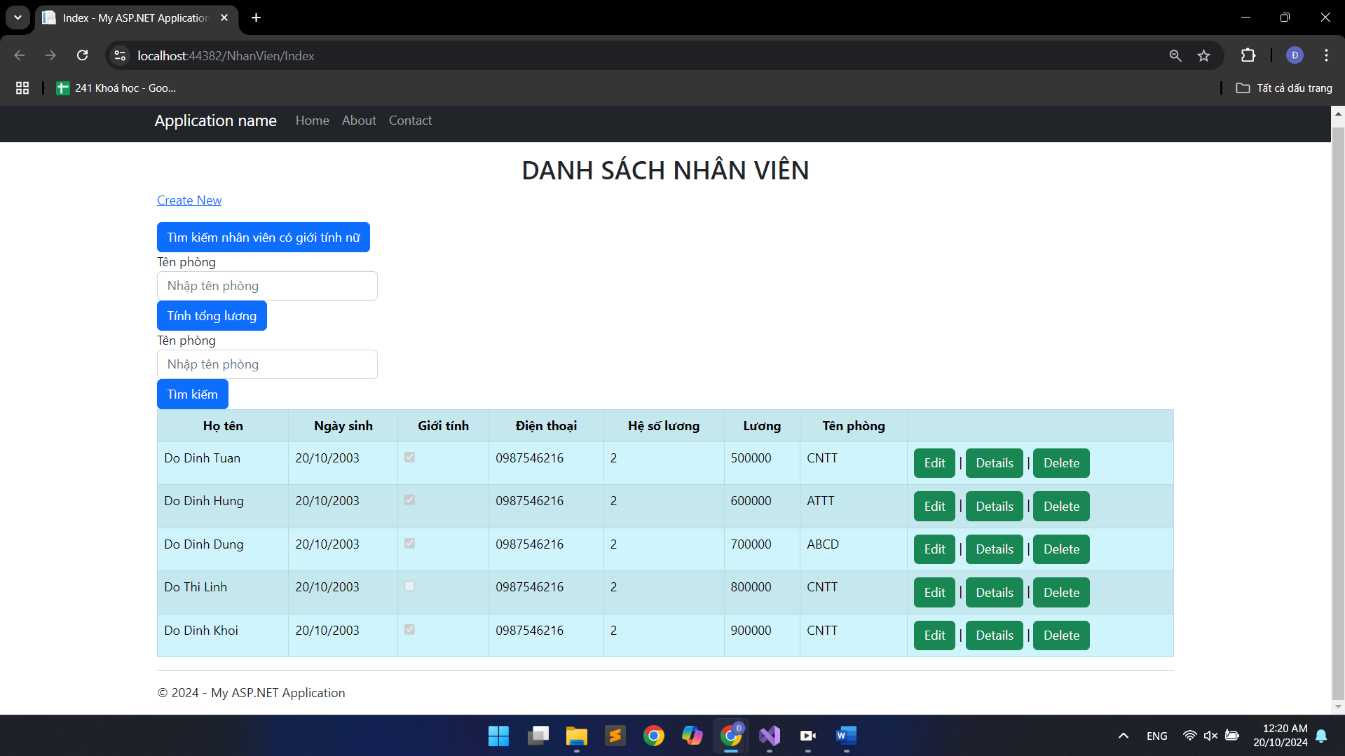 Index - My ASP.NET Application
localhost:44382/NhanVien/Index
Đ
241 Khoá học - Goo...
Tất cả dấu trang
Application name Home About Contact
DANH SÁCH NHÂN VIÊN
Create New
Tìm kiếm nhân viên có giới tính nữ
Tên phòng
Nhập tên phòng
Tính tổng lương
Tên phòng
Nhập tên phòng
Tìm kiếm
Họ tên Ngày sinh Giới tính Điện thoại Hệ số lương Lương Tên phòng
Do Dinh Tuan 20/10/2003 0987546216 2 500000 CNTT Edit | Details | Delete
Do Dinh Hung 20/10/2003 0987546216 2 600000 ATTT Edit | Details | Delete
Do Dinh Dung 20/10/2003 0987546216 2 700000 ABCD Edit | Details | Delete
Do Thi Linh 20/10/2003 0987546216 2 800000 CNTT Edit | Details | Delete
Do Dinh Khoi 20/10/2003 0987546216 2 900000 CNTT Edit | Details | Delete
© 2024 - My ASP.NET Application
ENG
12:20 AM
20/10/2024